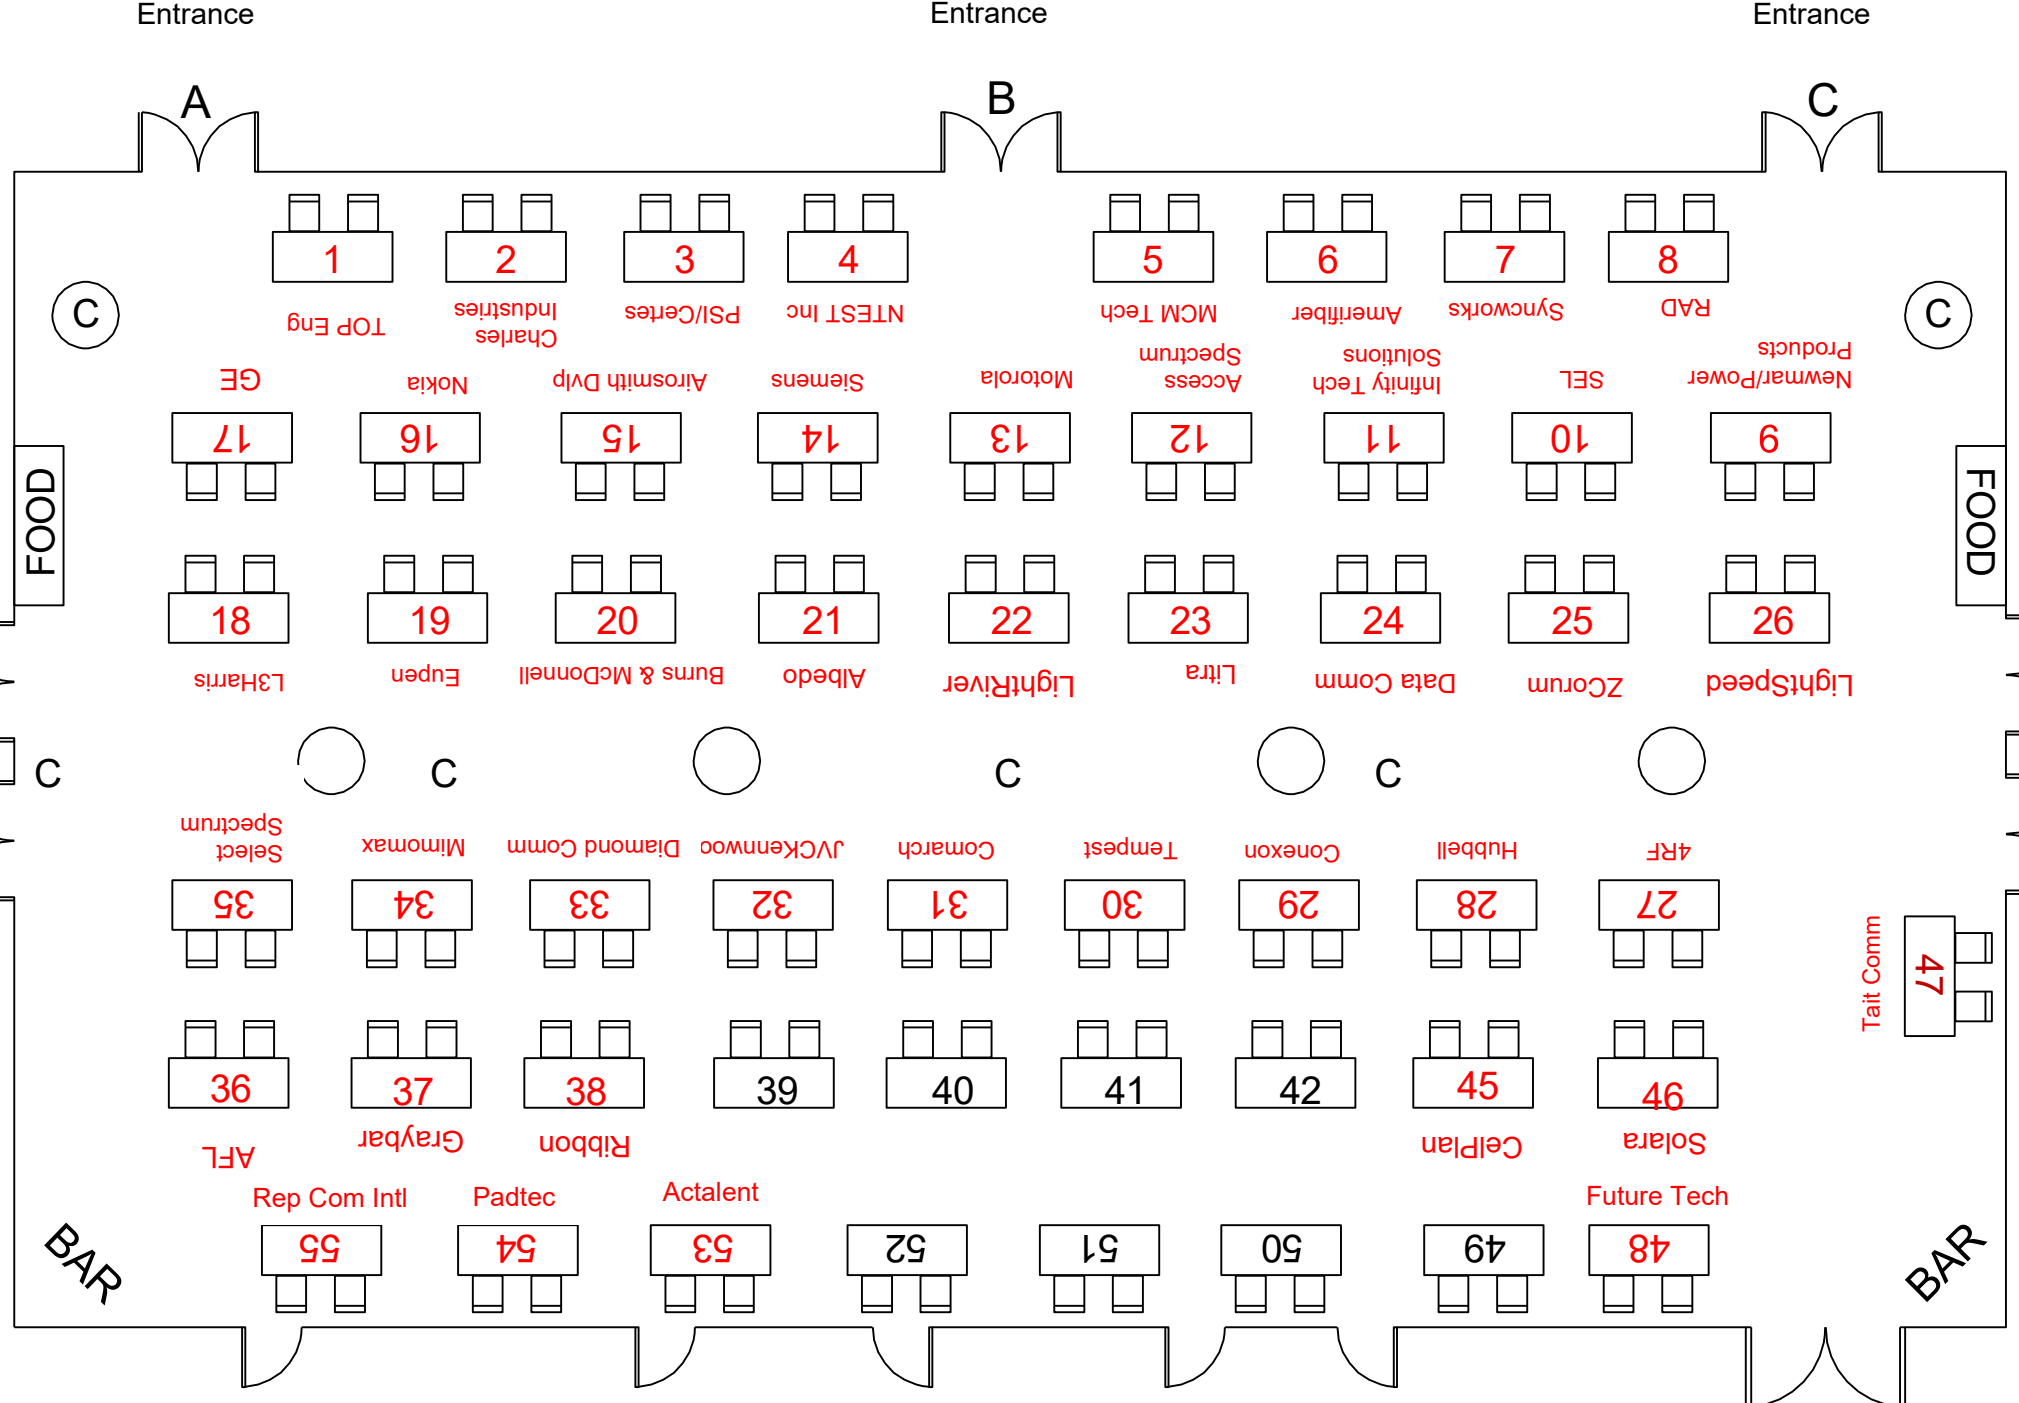 Entrance
Entrance
Entrance
A
B
C
1
2
3
4
5
6
7
8
TOP Eng
Charles
Industries
PSI/Certes
NTEST Inc
MCM Tech
Amerifiber
Syncworks
RAD
C
C
GE
Nokia
Airosmith Dvlp
Siemens
Motorola
Access
Spectrum
Infinity Tech
Solutions
SEL
Newmar/Power
Products
17
16
15
14
13
12
11
10
9
FOOD
FOOD
18
19
20
21
22
23
24
25
26
L3Harris
Eupen
Burns & McDonnell
Albedo
LightRiver
Litra
Data Comm
ZCorum
LightSpeed
C
C
C
C
Select
Spectrum
Mimomax
Diamond Comm
JVCKennwoo
Comarch
Tempest
Conexon
Hubbell
4RF
35
34
33
32
31
30
29
28
27
Tait Comm
47
36
37
38
39
40
41
42
45
46
AFL
Graybar
Ribbon
CelPlan
Solara
Rep Com Intl
Padtec
Actalent
Future Tech
55
54
53
52
51
50
49
48
BAR
BAR